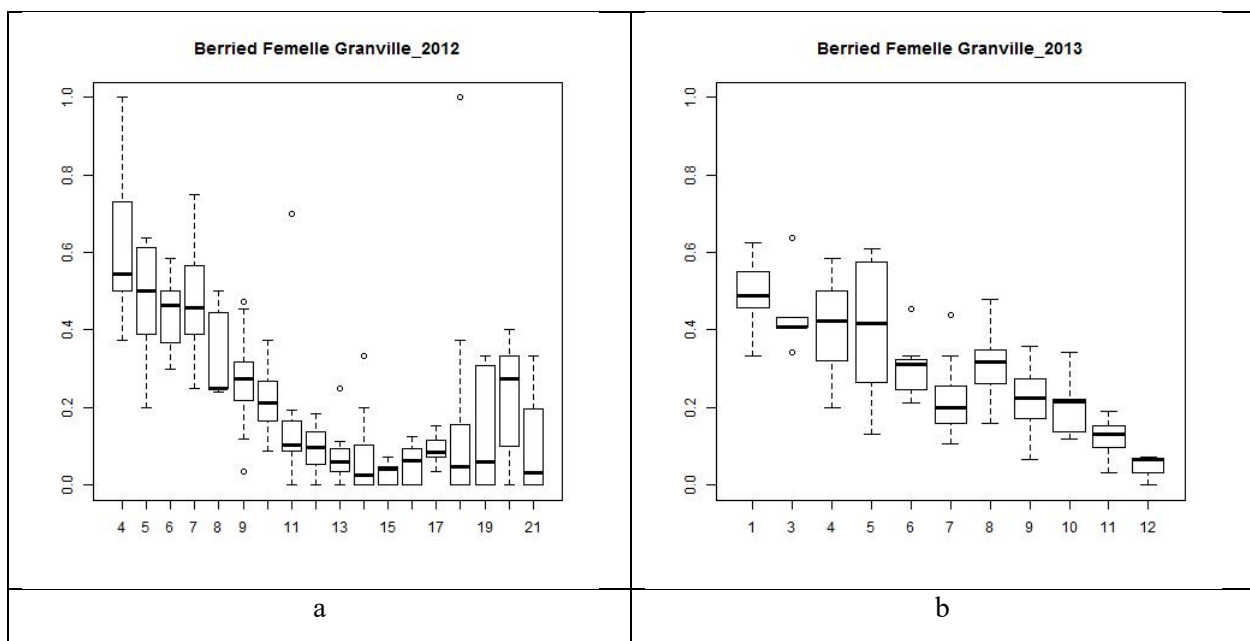 Berried Femelle Granville_2012
1.0
0.8
0.6
0.4
0.2
0.0
4 5 6 7 8 9 11 13 15 17 19 21
a
Berried Femelle Granville_2013
1.0
0.8
0.6
0.4
0.2
0.0
1 3 4 5 6 7 8 9 10 11 12
b